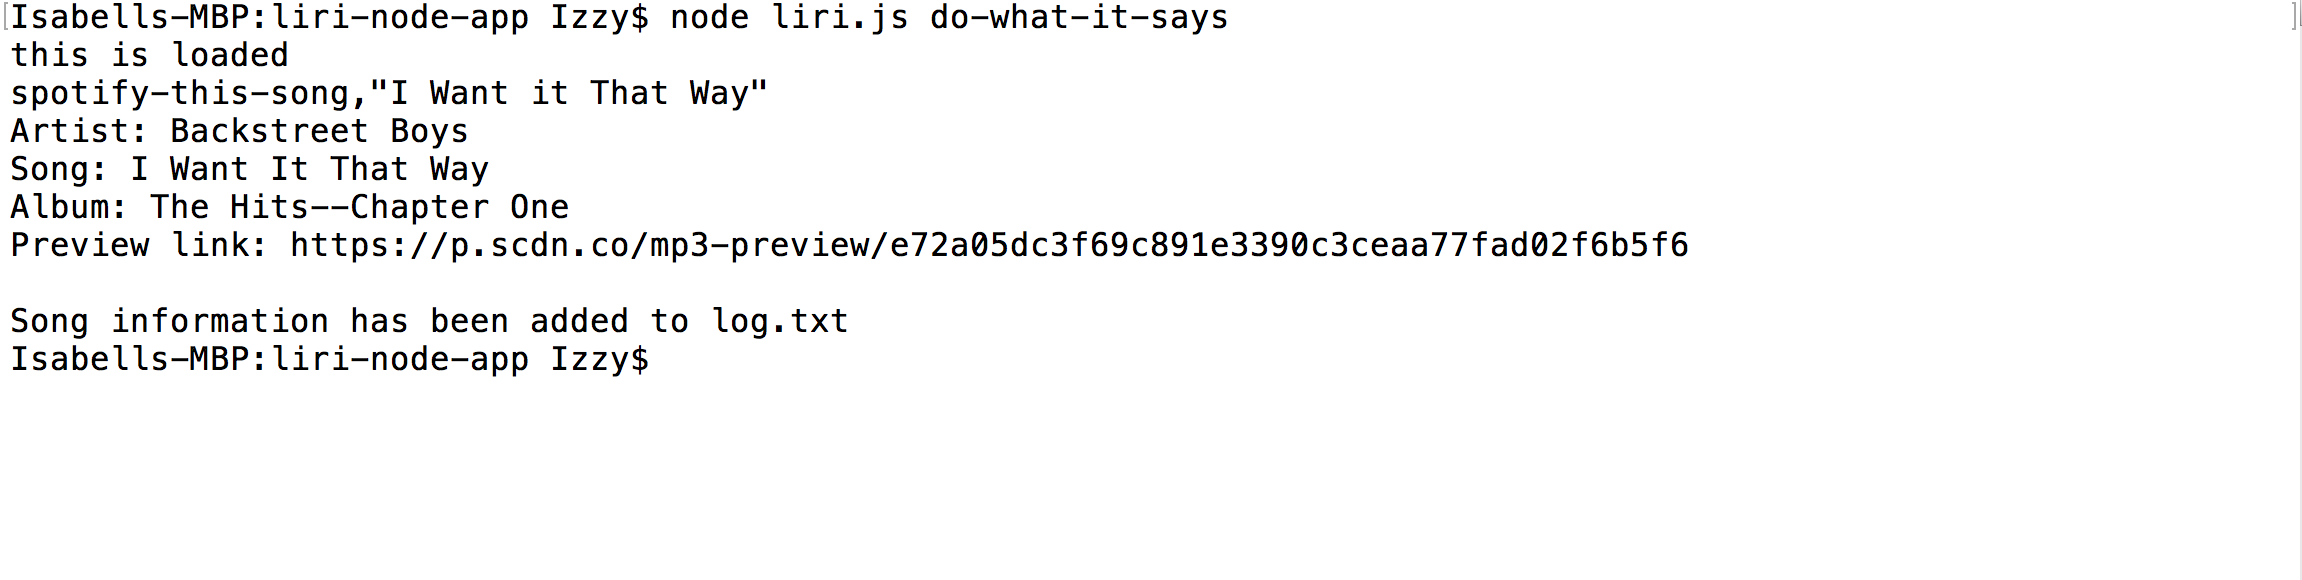 Isabells-MBP:liri-node-app Izzy$ node liri.js do-what-it-says
this is loaded
spotify-this-song,"I Want it That Way"
Artist: Backstreet Boys
Song: I Want It That Way
Album: The Hits--Chapter One
Preview link: https://p.scdn.co/mp3-preview/e72a05dc3f69c891e3390c3ceaa77fad02f6b5f6
Song information has been added to log.txt
Isabells-MBP:liri-node-app Izzy$